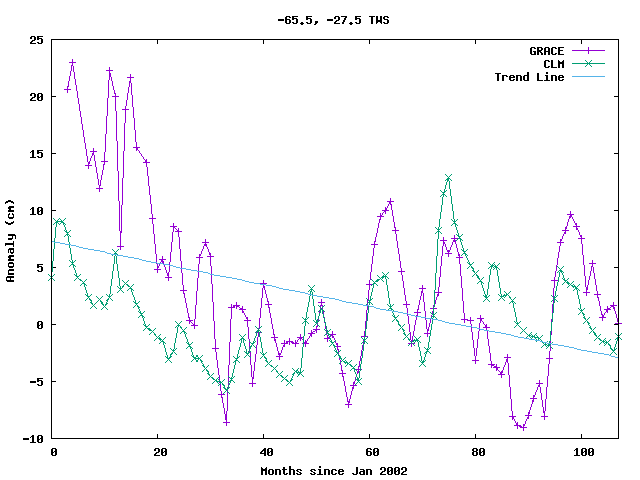 -65.5, -27.5 TWS
GRACE
CLM
Trend Line
25
20
15
10
5
0
-5
-10
Anomaly (cm)
0 20 40 60 80 100
Months since Jan 2002